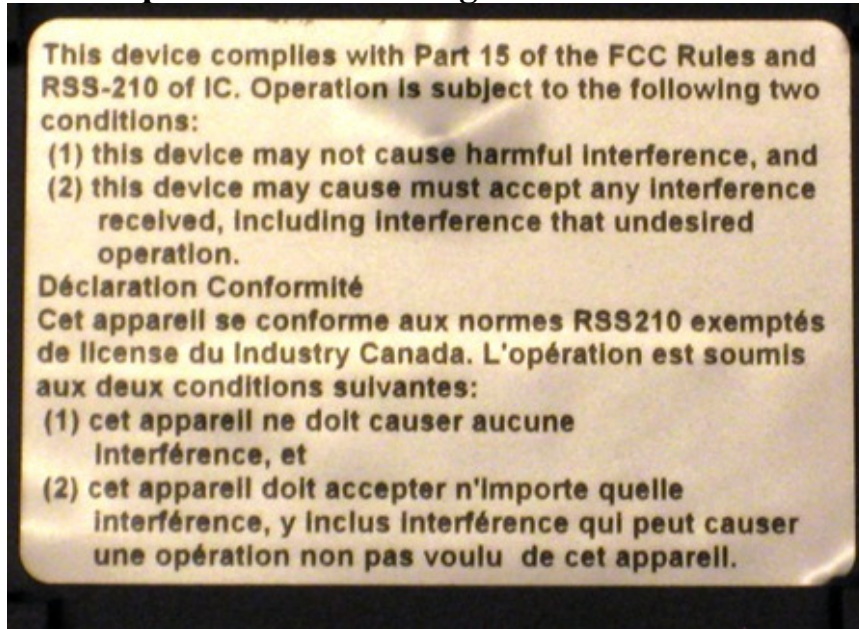 This device complies with Part 15 of the FCC Rules and
RSS-210 of IC. Operation is subject to the following two
conditions:
(1) this device may not cause harmful interference, and
(2) this device may cause must accept any interference
received, including interference that undesired
operation.
Déclaration Conformité
Cet appareil se conforme aux normes RSS210 exemptés
de license du Industry Canada. L'opération est soumis
aux deux conditions suivantes:
(1) cet appareil ne doit causer aucune
interférence, et
(2) cet appareil doit accepter n'importe quelle
interférence, y inclus interférence qui peut causer
une opération non pas voulu de cet appareil.